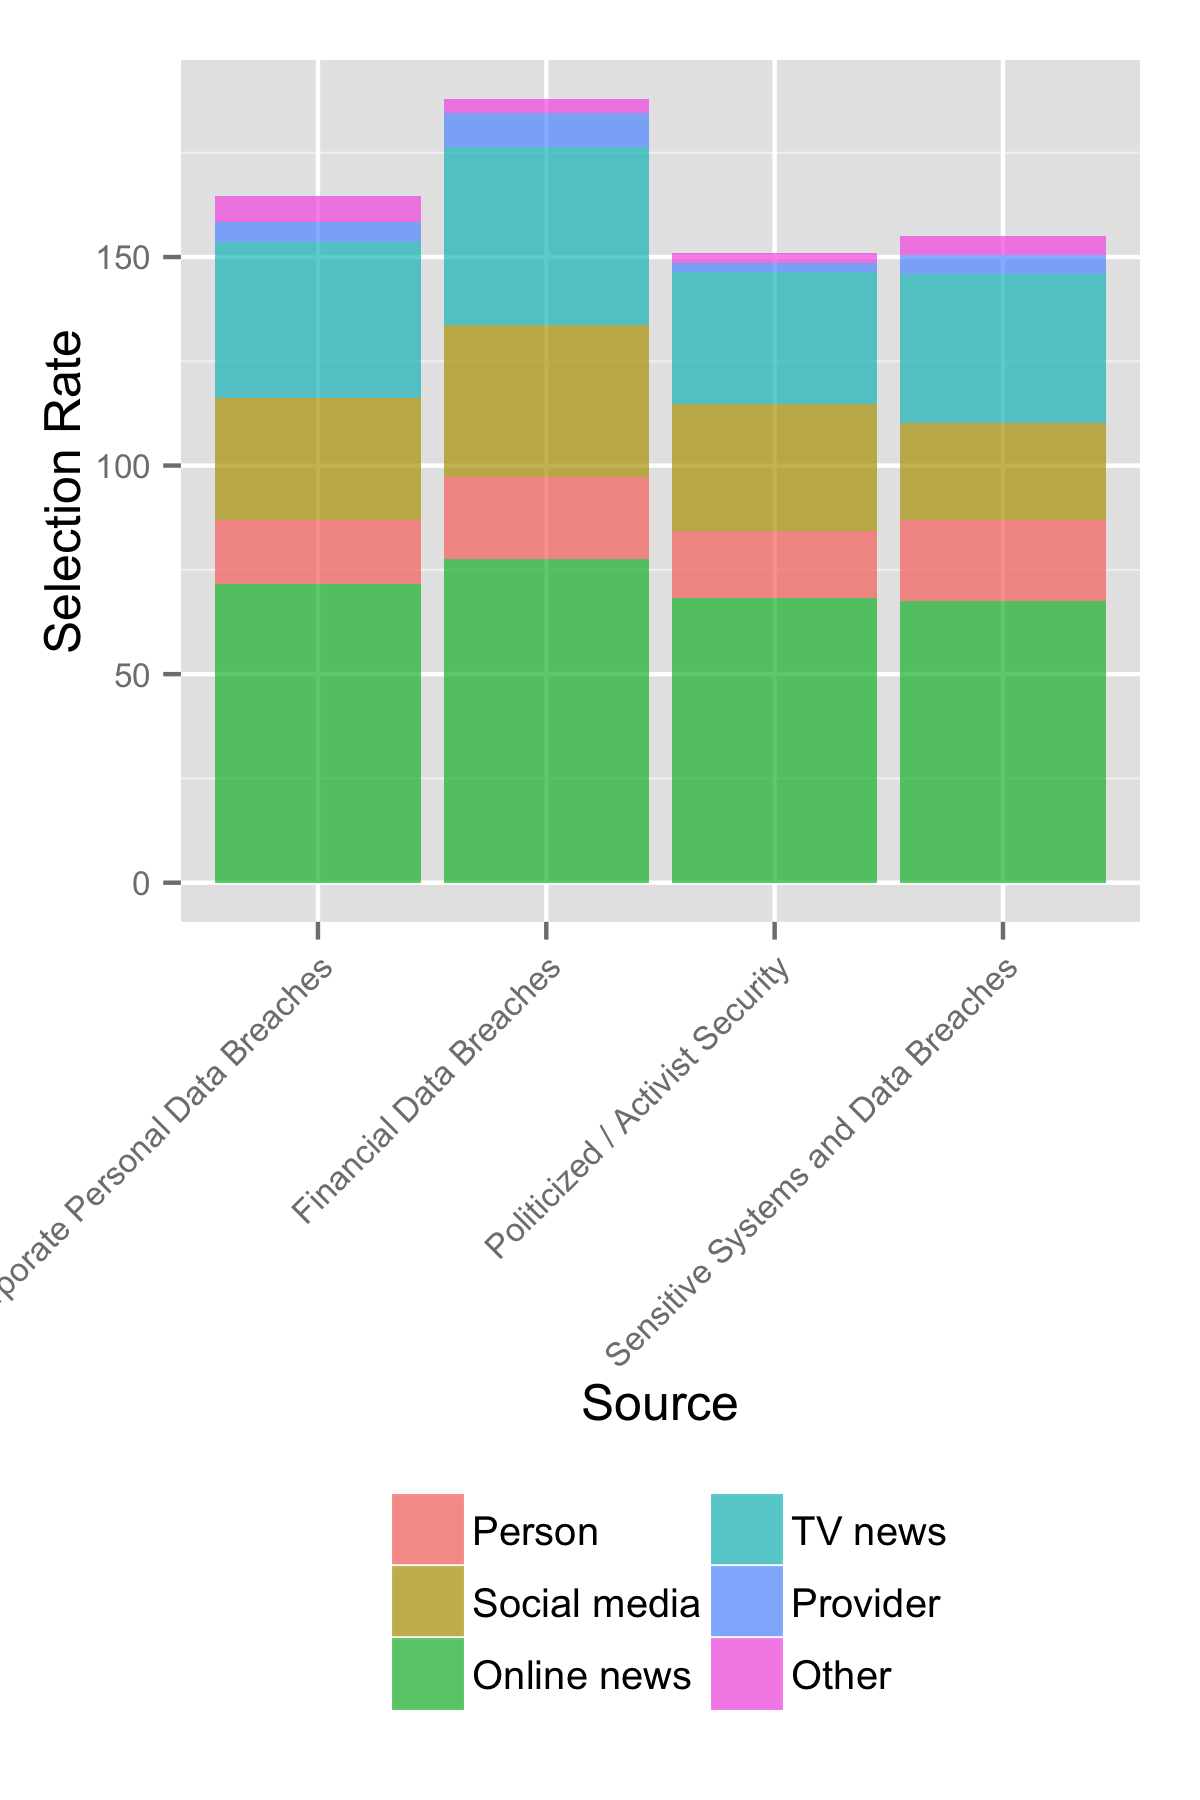 Selection Rate
150
100
50
0
Personal Data Breaches
Financial Data Breaches
Politicized / Activist Security
Sensitive Systems and Data Breaches
Source
Person
Social media
Online news
TV news
Provider
Other